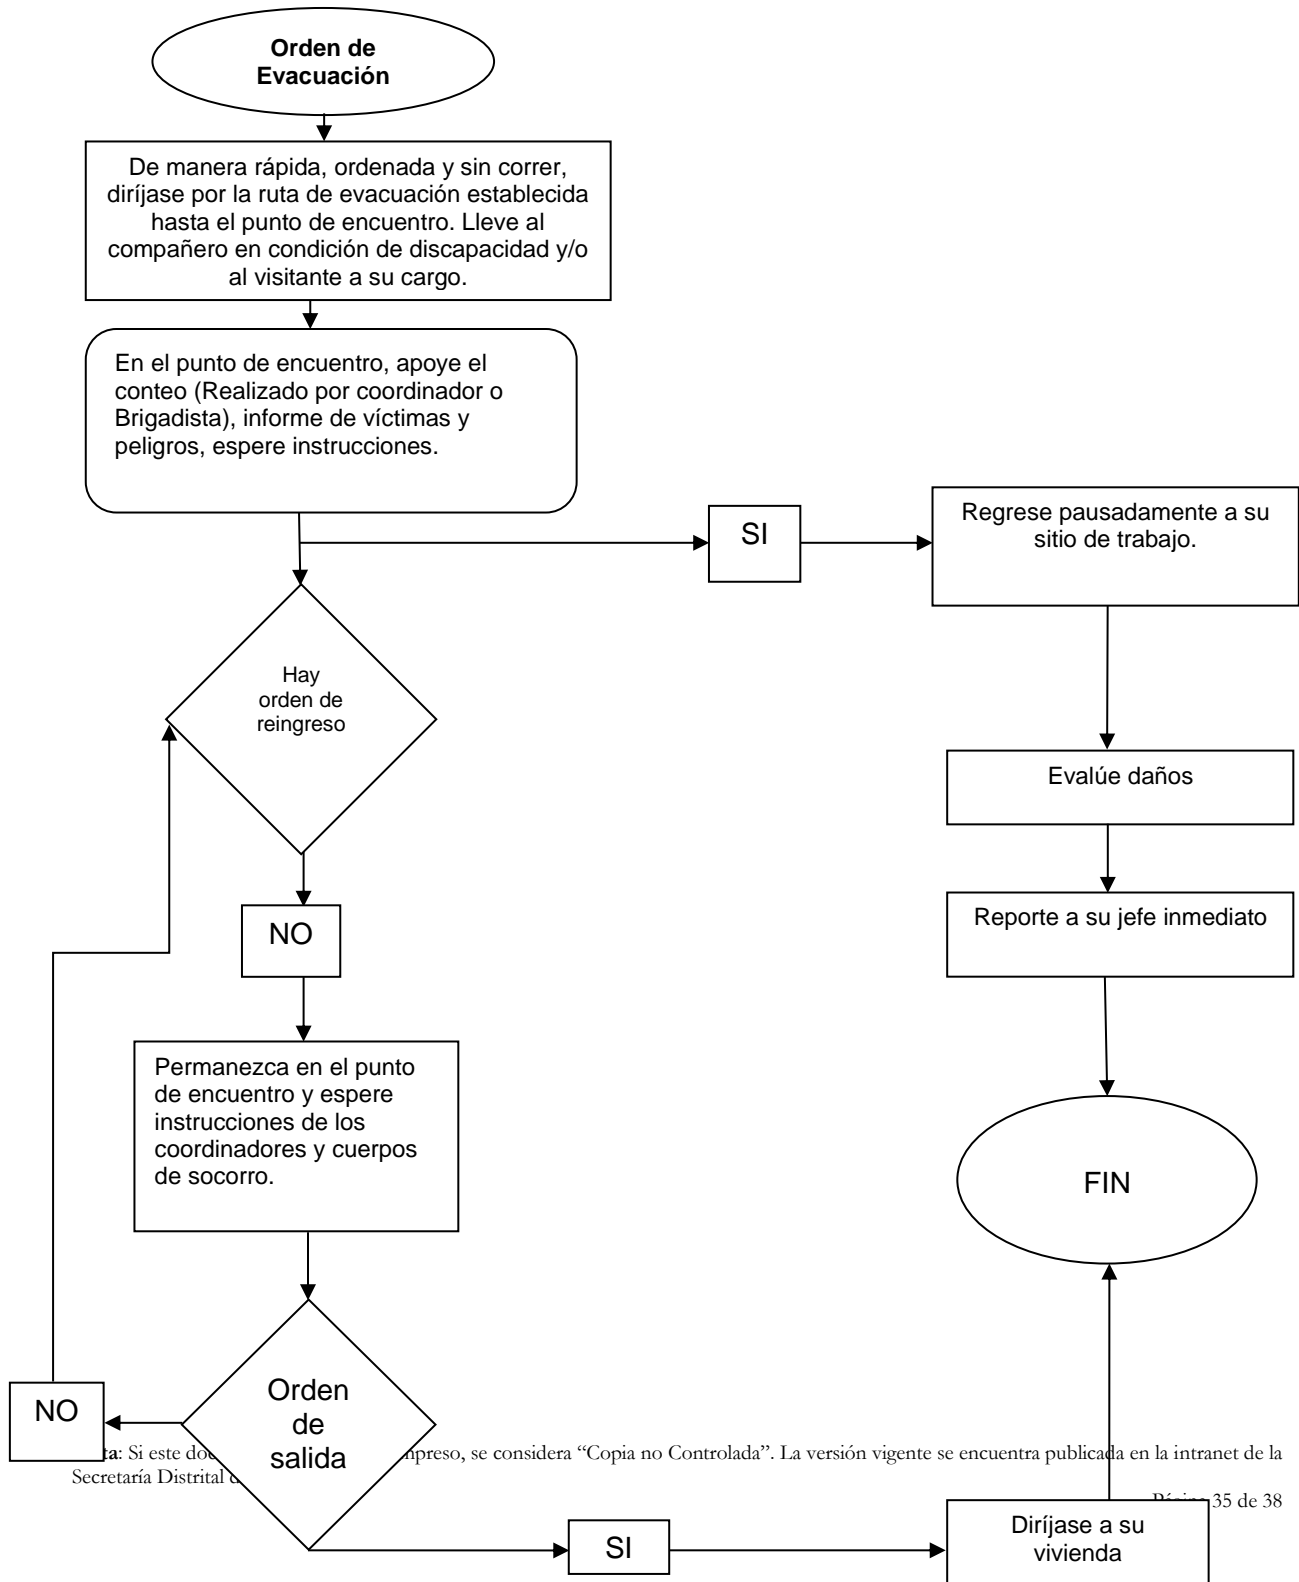 Orden de
Evacuación
De manera rápida, ordenada y sin correr,
diríjase por la ruta de evacuación establecida
hasta el punto de encuentro. Lleve al
compañero en condición de discapacidad y/o
al visitante a su cargo.
En el punto de encuentro, apoye el
conteo (Realizado por coordinador o
Brigadista), informe de víctimas y
peligros, espere instrucciones.
SI
Regrese pausadamente a su
sitio de trabajo.
Hay
orden de
reingreso
Evalúe daños
NO
Reporte a su jefe inmediato
Permanezca en el punto
de encuentro y espere
instrucciones de los
coordinadores y cuerpos
de socorro.
FIN
NO
Orden
de
salida
: Si este se considera “Copia no Controlada”. La versión vigente se encuentra publicada en la intranet de la
Secretaría Distrital
35 de 38
SI
Diríjase a su
vivienda